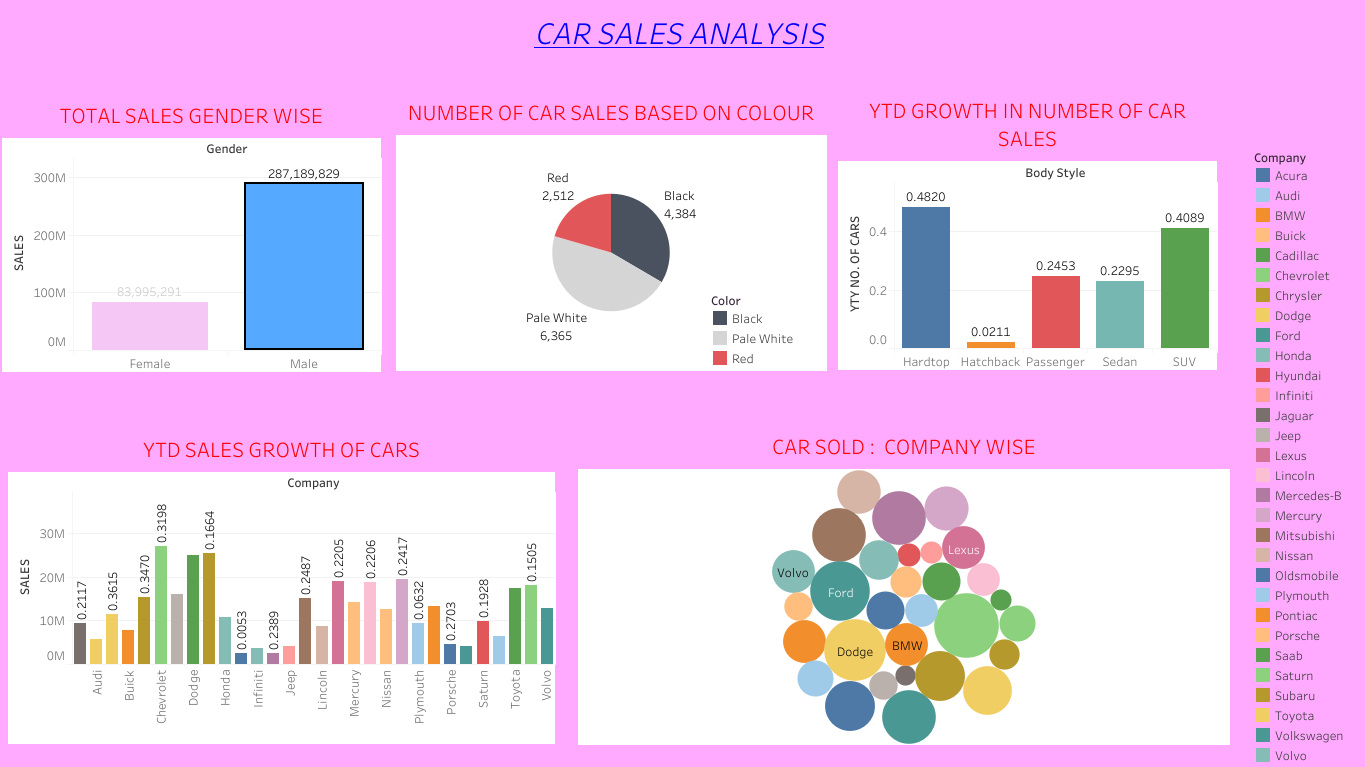 CAR SALES ANALYSIS
TOTAL SALES GENDER WISE
Gender
SALES
300M
200M
100M
0M
83,995,291
287,189,829
Female
Male
NUMBER OF CAR SALES BASED ON COLOUR
Red
2,512
Black
4,384
Pale White
6,365
Color
Black
Pale White
Red
YTD GROWTH IN NUMBER OF CAR
SALES
Body Style
YTY NO. OF CARS
0.4
0.2
0.0
0.4820
0.0211
0.2453
0.2295
0.4089
Hardtop
Hatchback
Passenger
Sedan
SUV
Company
Acura
Audi
BMW
Buick
Cadillac
Chevrolet
Chrysler
Dodge
Ford
Honda
Hyundai
Infiniti
Jaguar
Jeep
Lexus
Lincoln
Mercedes-B
Mercury
Mitsubishi
Nissan
Oldsmobile
Plymouth
Pontiac
Porsche
Saab
Saturn
Subaru
Toyota
Volkswagen
Volvo
YTD SALES GROWTH OF CARS
Company
SALES
30M
20M
10M
0M
0.2117
0.3615
0.3470
0.3198
0.1664
0.0053
0.2389
0.2487
0.2205
0.2206
0.2417
0.0632
0.2703
0.1928
0.1505
Audi
Buick
Chevrolet
Dodge
Honda
Infiniti
Jeep
Lincoln
Mercury
Nissan
Plymouth
Porsche
Saturn
Toyota
Volvo
CAR SOLD :  COMPANY WISE
Lexus
Volvo
Ford
Dodge
BMW